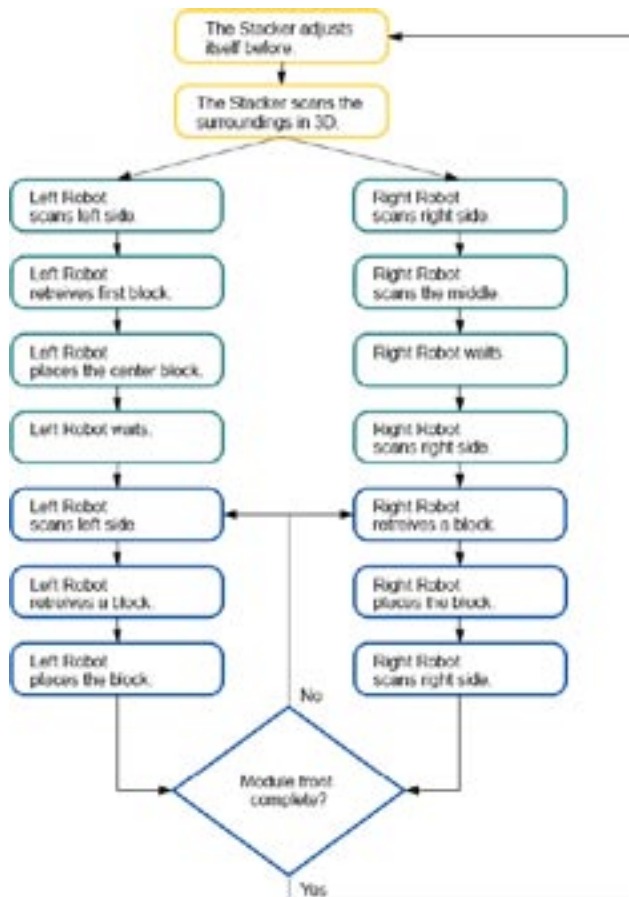 The Stacker adjusts
itself before.
The Stacker scans the
surroundings in 3D.
Left Robot
scans left side
Left Robot
retreives first block.
Left Robot
places the center block.
Left Robot waits.
Left Robot
scans left side
Left Robot
retreives a block.
Left Robot
places the block.
Right Robot
scans right side
Right Robot
scans the middle.
Right Robot waits
Right Robot
scans right side
Right Robot
retreives a block.
Right Robot
places the block.
Right Robot
scans right side.
No
Module front
complete?
Yes